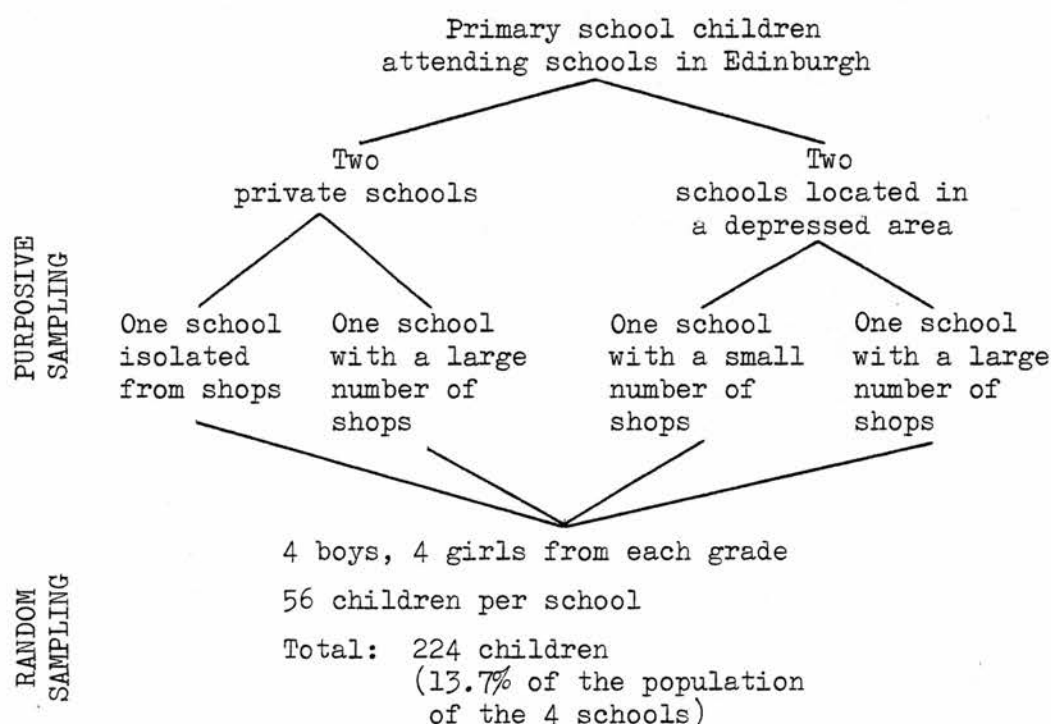 Primary school children
attending schools in Edinburgh
Two
private schools
Two
schools located in
a depressed area
PURPOSIVE
SAMPLING
One school
isolated
from shops
One school
with a large
number of
shops
One school
with a small
number of
shops
One school
with a large
number of
shops
RANDOM
SAMPLING
4 boys, 4 girls from each grade
56 children per school
Total: 224 children
(13.7% of the population
of the 4 schools)